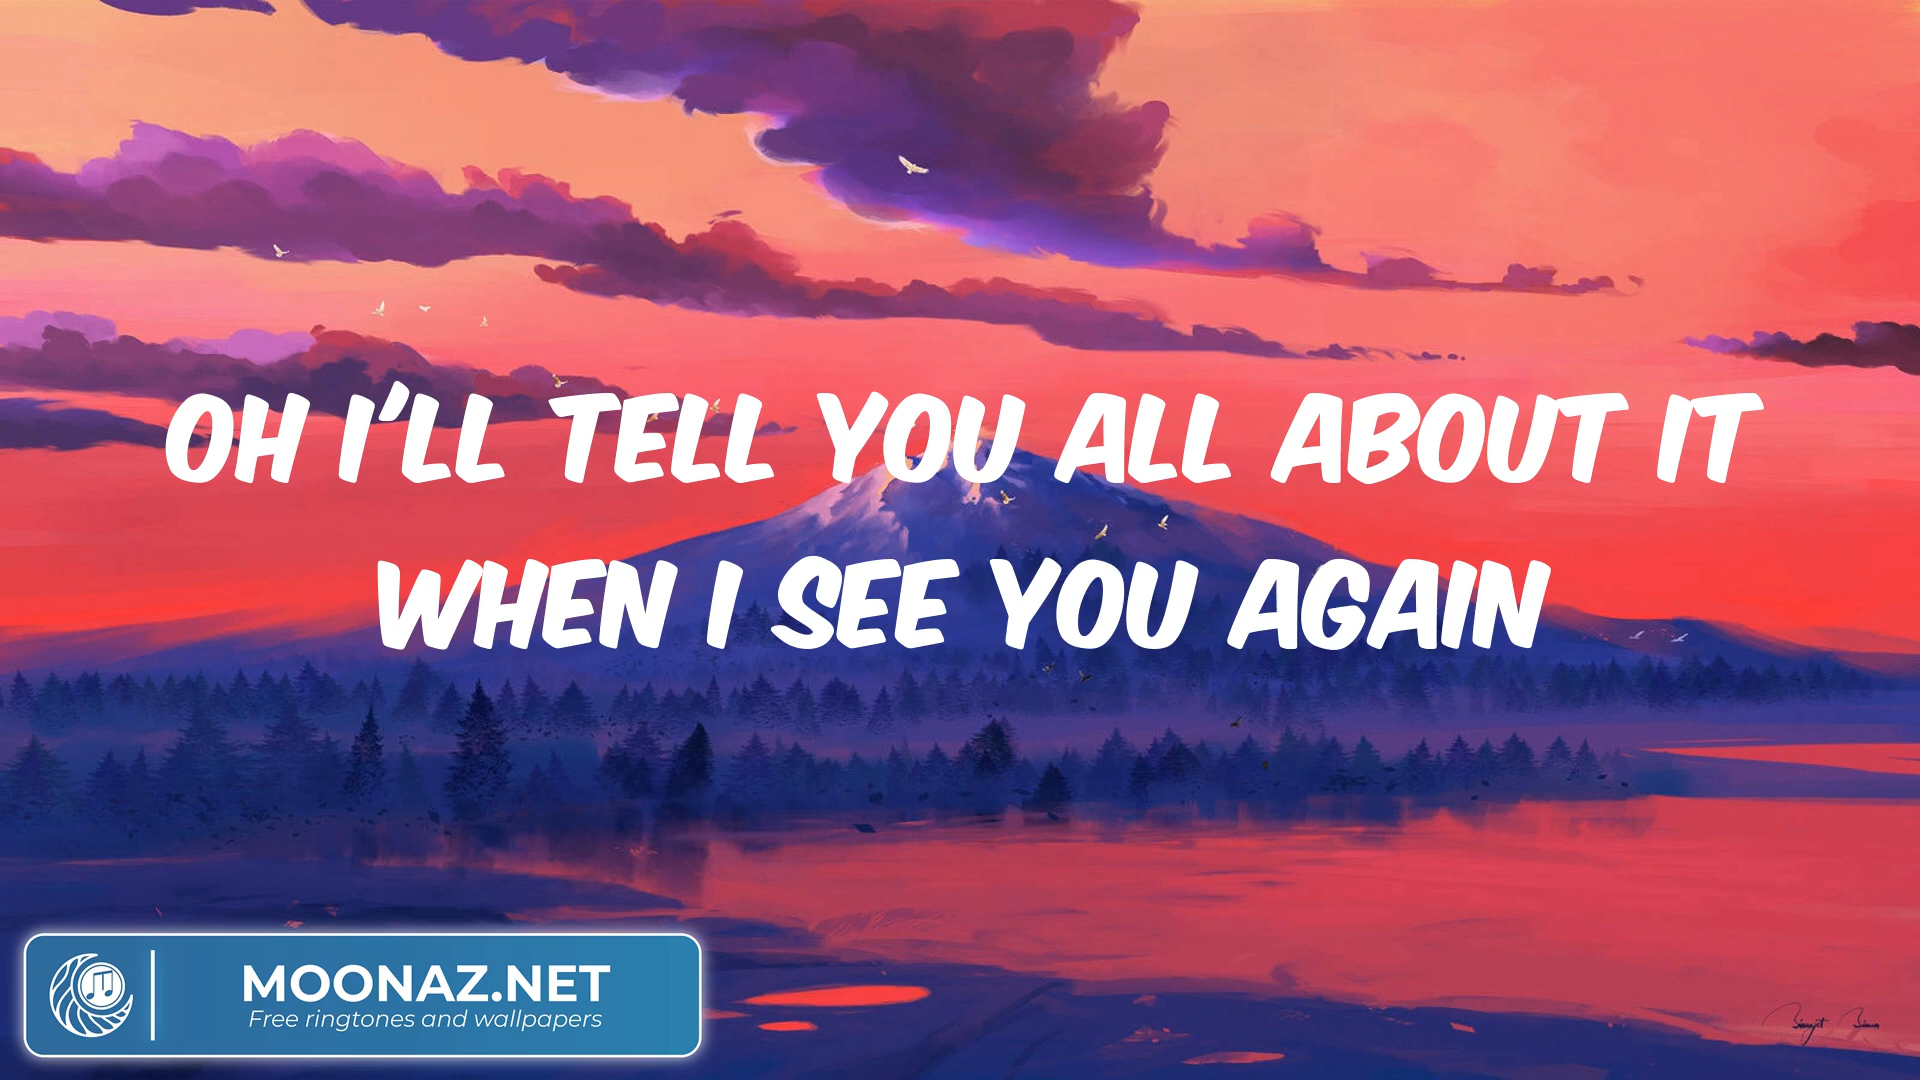 OH I'LL TELL YOU ALL ABOUT IT
WHEN I SEE YOU AGAIN
MOONAZ.NET
Free ringtones and wallpapers